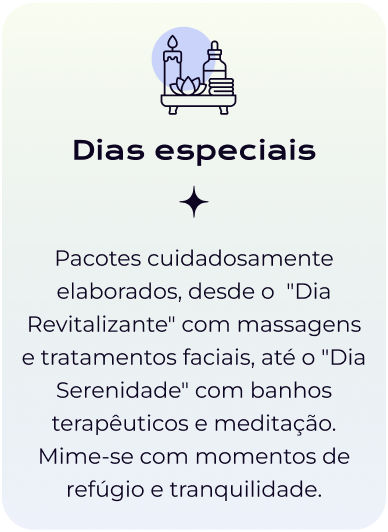 Dias especiais
Pacotes cuidadosamente
elaborados, desde o  "Dia
Revitalizante" com massagens
e tratamentos faciais, até o "Dia
Serenidade" com banhos
terapêuticos e meditação.
Mime-se com momentos de
refúgio e tranquilidade.